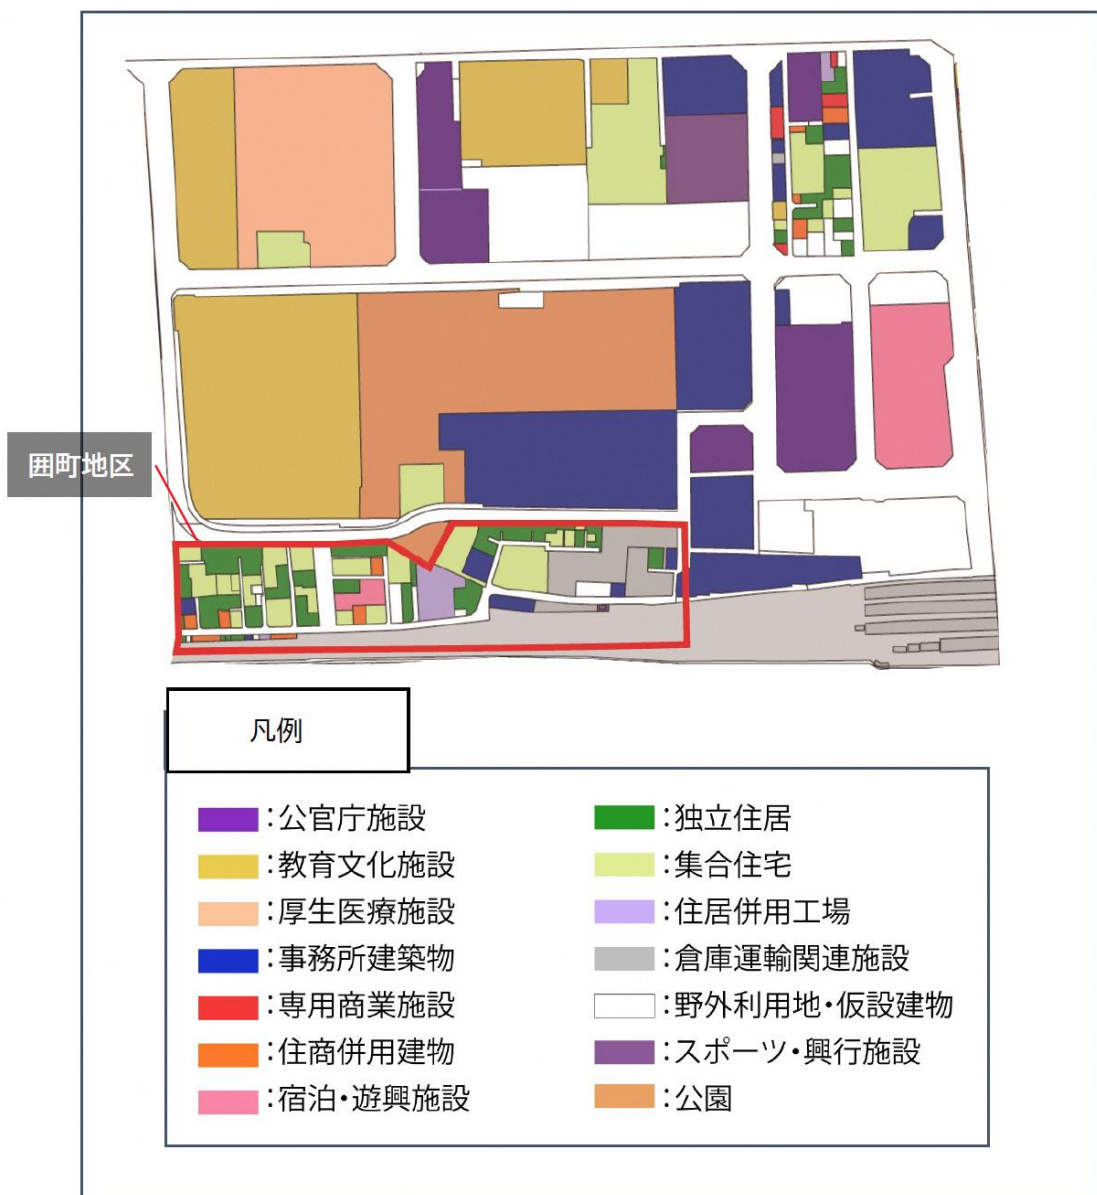 囲町地区
凡例
：公官庁施設
：教育文化施設
：厚生医療施設
：事務所建築物
：専用商業施設
：住商併用建物
：宿泊・遊興施設
：独立住居
：集合住宅
：住居併用工場
：倉庫運輸関連施設
：野外利用地・仮設建物
：スポーツ・興行施設
：公園